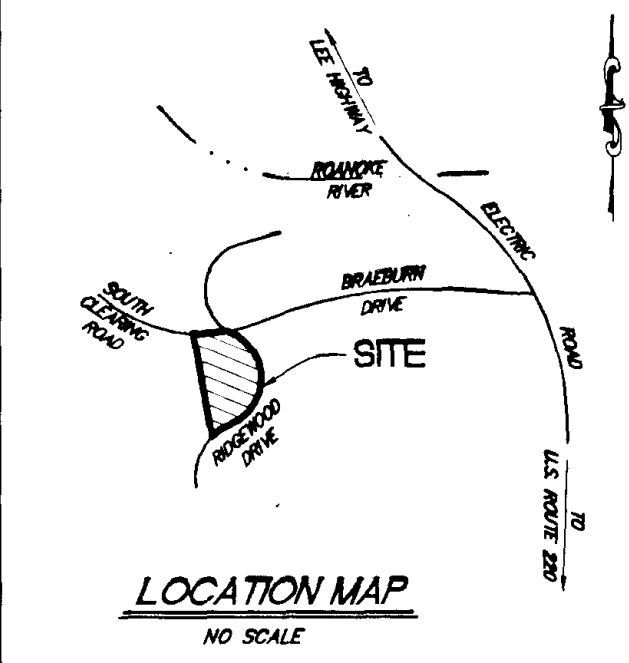 TO
LEE HIGHWAY
ROANOKE
RIVER
ELECTRIC
ROAD
BRAEBURN
DRIVE
SOUTH
CLEARING
ROAD
SITE
RIDGEWOOD
DRIVE
TO
U.S. ROUTE 220
LOCATION MAP
NO SCALE